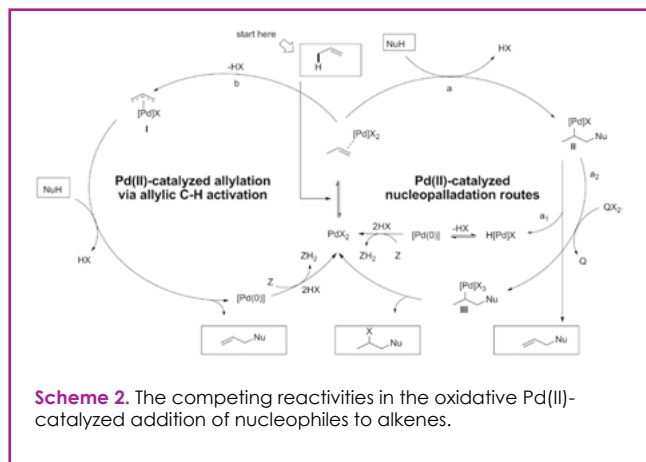 start here
H
NuH
HX
-HX
b
a
[Pd]X
I
[Pd]X2
[Pd]X
Nu
II
Pd(II)-catalyzed allylation
via allylic C-H activation
Pd(II)-catalyzed
nucleopalladation routes
NuH
a2
QX2
2HX
-HX
a1
PdX2
[Pd(0)]
H[Pd]X
ZH2
Z
Q
HX
ZH2
Z
2HX
[Pd(0)]
[Pd]X3
Nu
III
Nu
X
Nu
Nu
Scheme 2. The competing reactivities in the oxidative Pd(II)-
catalyzed addition of nucleophiles to alkenes.